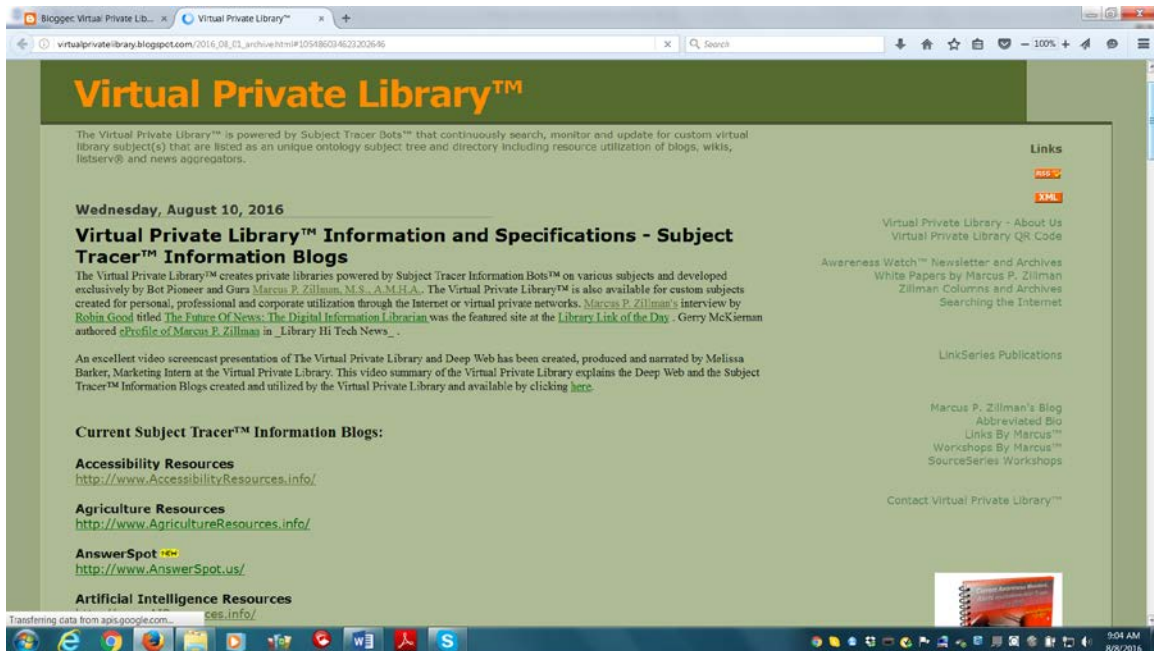 Blogger: Virtual Private Lib...
Virtual Private Library™
virtualprivatelibrary.blogspot.com/2016_08_01_archive.html#105486034623202646
Search
100%
Virtual Private Library™
The Virtual Private Library™ is powered by Subject Tracer Bots™ that continuously search, monitor and update for custom virtual
library subject(s) that are listed as an unique ontology subject tree and directory including resource utilization of blogs, wikis,
listserv® and news aggregators.
Wednesday, August 10, 2016
Virtual Private Library™ Information and Specifications - Subject
Tracer™ Information Blogs
The Virtual Private Library™ creates private libraries powered by Subject Tracer Information Bots™ on various subjects and developed
exclusively by Bot Pioneer and Guru Marcus P. Zillman, M.S., A.M.H.A.. The Virtual Private Library™ is also available for custom subjects
created for personal, professional and corporate utilization through the Internet or virtual private networks. Marcus P. Zillman's interview by
Robin Good titled The Future Of News: The Digital Information Librarian was the featured site at the Library Link of the Day . Gerry McKiernan
authored eProfile of Marcus P. Zillman in _Library Hi Tech News_ .
An excellent video screencast presentation of The Virtual Private Library and Deep Web has been created, produced and narrated by Melissa
Barker, Marketing Intern at the Virtual Private Library. This video summary of the Virtual Private Library explains the Deep Web and the Subject
Tracer™ Information Blogs created and utilized by the Virtual Private Library and available by clicking here.
Current Subject Tracer™ Information Blogs:
Accessibility Resources
http://www.AccessibilityResources.info/
Agriculture Resources
http://www.AgricultureResources.info/
AnswerSpot NEW
http://www.AnswerSpot.us/
Artificial Intelligence Resources
ces.info/
Links
RSS
XML
Virtual Private Library - About Us
Virtual Private Library QR Code
Awareness Watch™ Newsletter and Archives
White Papers by Marcus P. Zillman
Zillman Columns and Archives
Searching the Internet
LinkSeries Publications
Marcus P. Zillman's Blog
Abbreviated Bio
Links By Marcus™
Workshops By Marcus™
SourceSeries Workshops
Contact Virtual Private Library™
Transferring data from apis.google.com...
9:04 AM
8/8/2016